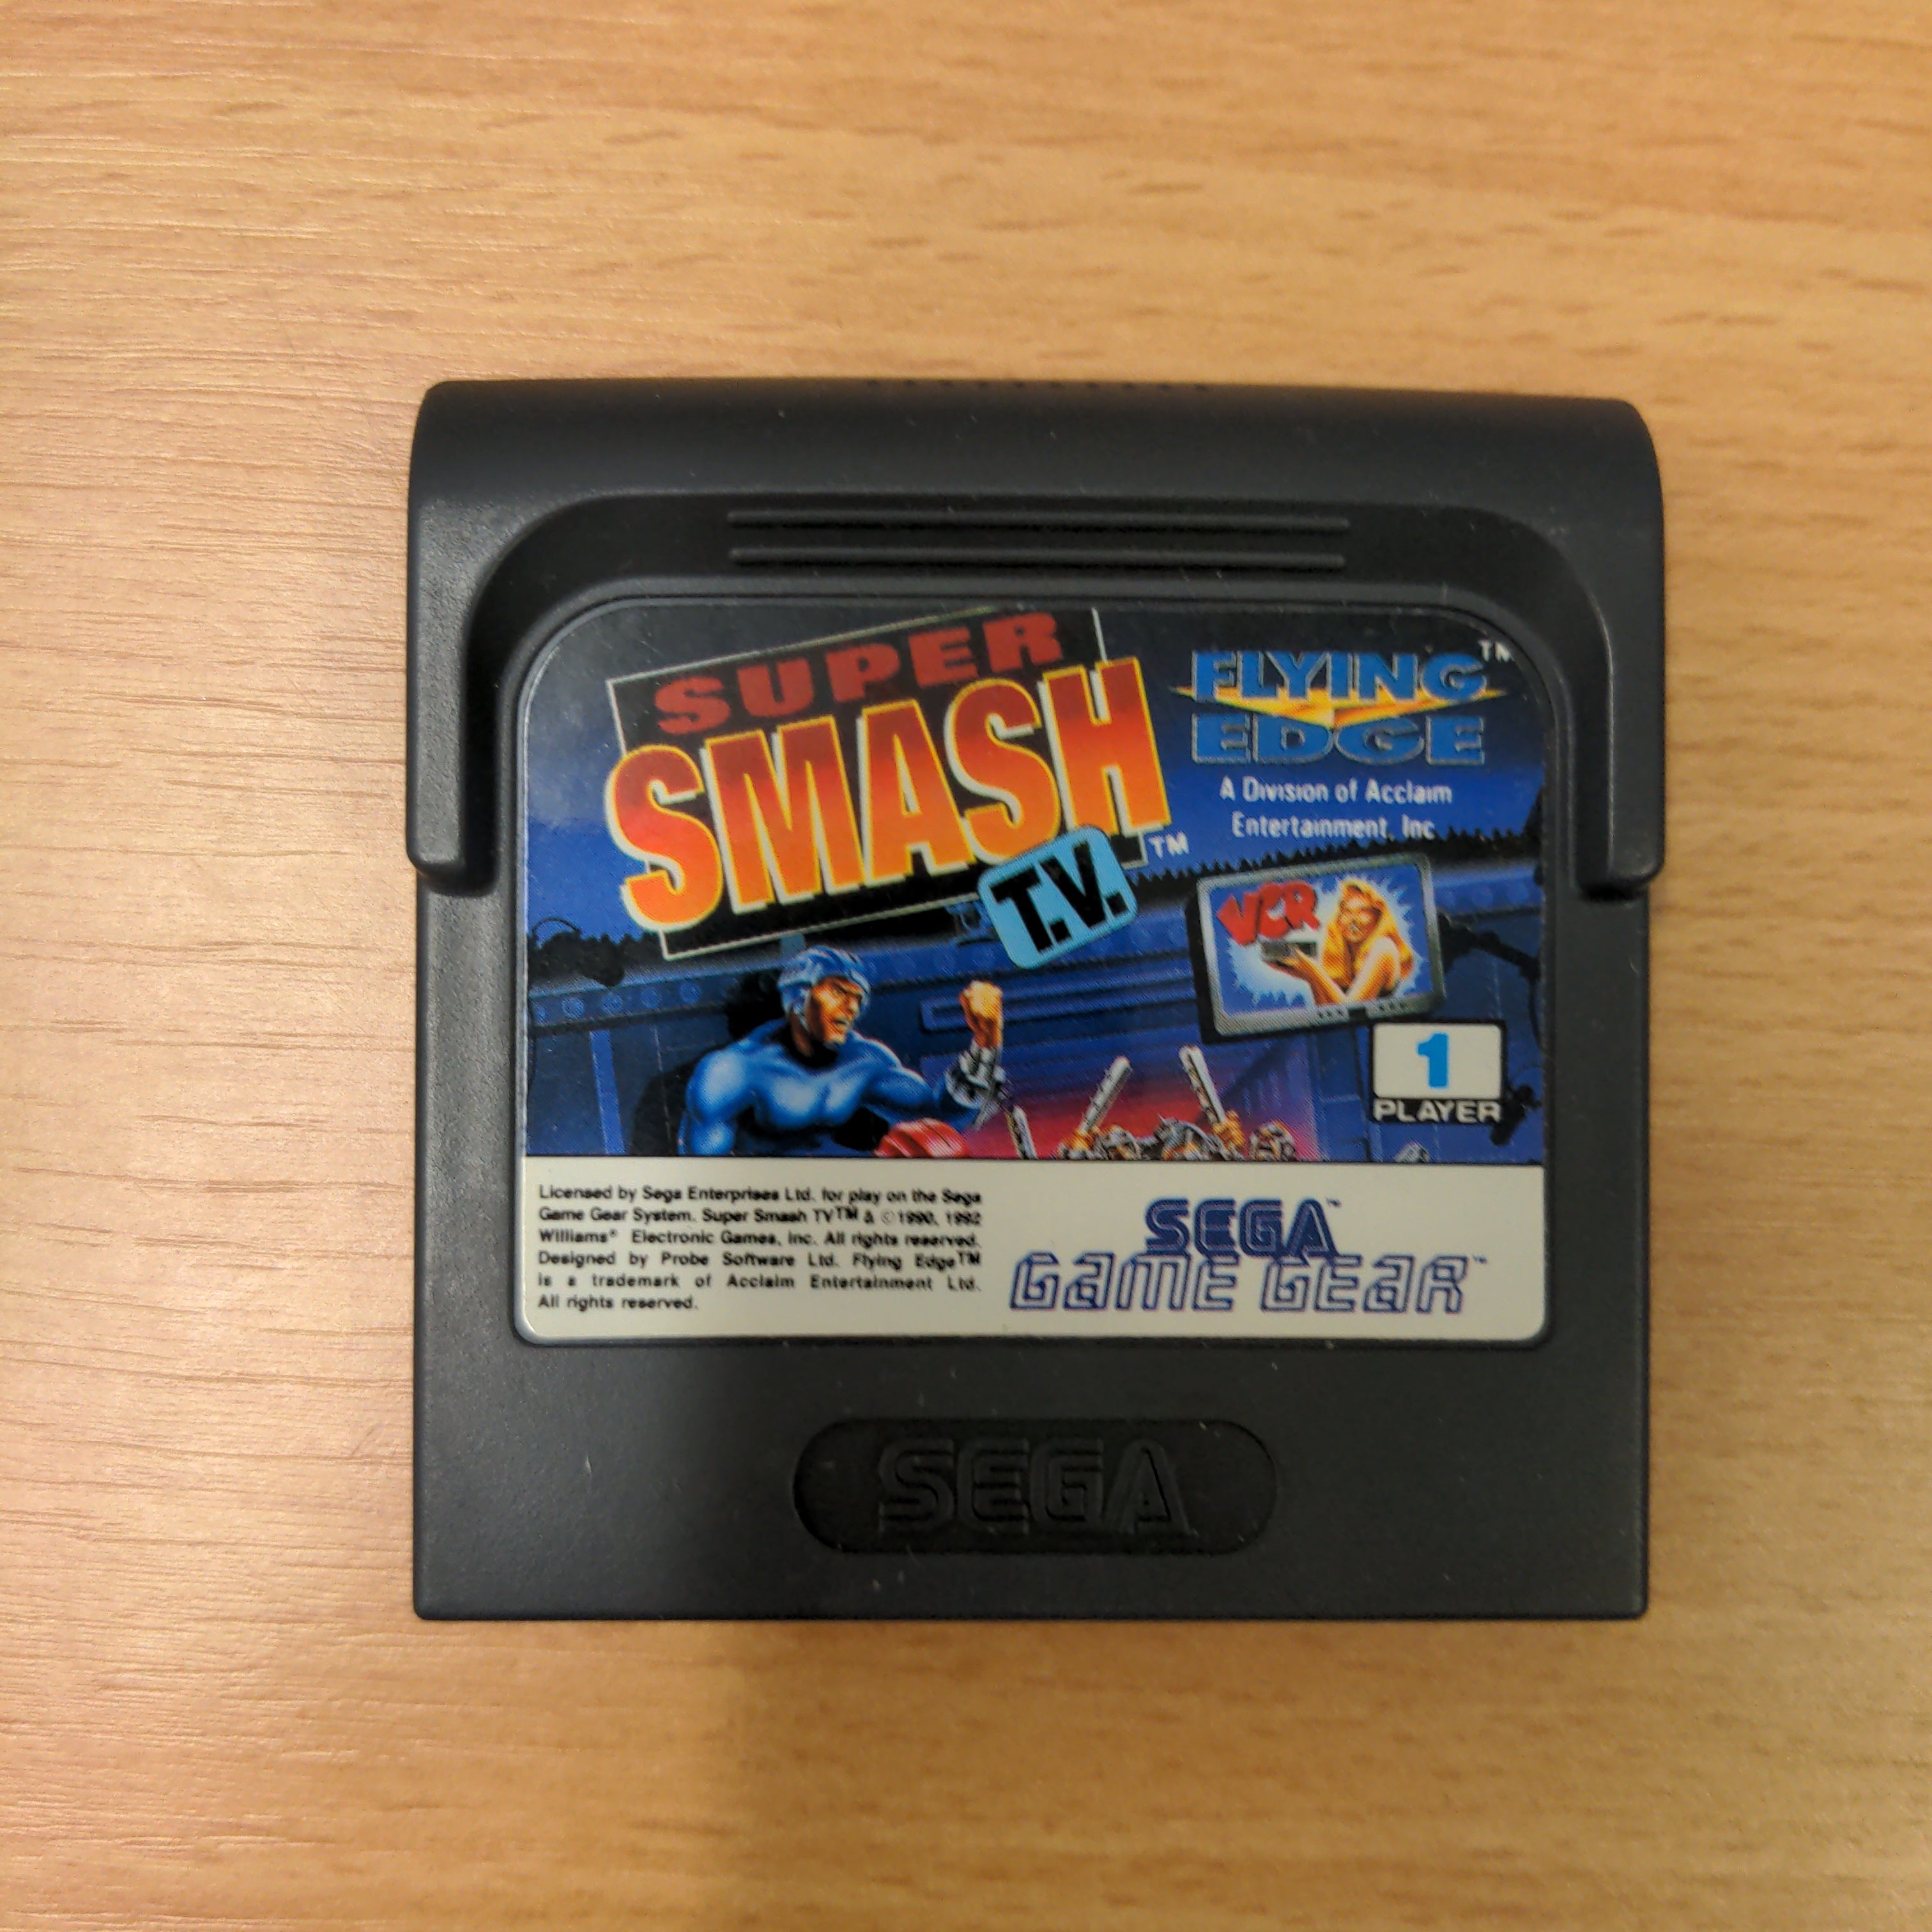 SUPER
SMASH
T.V.
TM
FLYING TM
EDGE
A Division of Acclaim
Entertainment, Inc.
VCR
1
PLAYER
Licensed by Sega Enterprises Ltd. for play on the Sega
Game Gear System. Super Smash TV™ & © 1990, 1992
Williams® Electronic Games, Inc. All rights reserved.
Designed by Probe Software Ltd. Flying Edge™
is a trademark of Acclaim Entertainment Ltd.
All rights reserved.
SEGA™
GAME GEAR™
SEGA